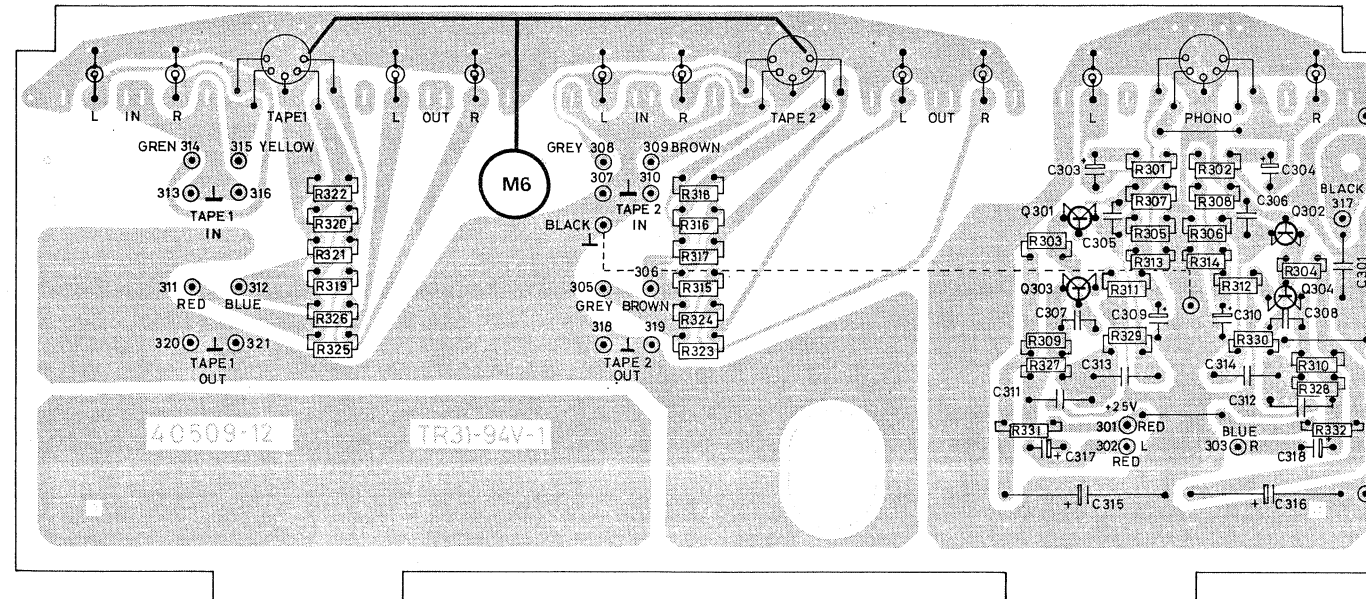 L IN R TAPE1 L OUT R L IN R TAPE 2 L OUT R L PHONO R
GREN 314 315 YELLOW GREY 308 309 BROWN
M6
C303 R301 R302 C304
313 316 R322 307 310 R318 R307 R308 C306 BLACK 317
TAPE 1 IN TAPE 2 IN
Q301 Q302
R320 BLACK R316 C305 R305 R306
R303
R321 R317 R313 R314 R304 C301
306
311 312 R319 305 R315 Q303 R311 R312 Q304
RED BLUE GREY BROWN
R326 318 319 R324 C307 C309 C310 C308
320 321 R325 R323 R309 R329 R330
TAPE 1 OUT TAPE 2 OUT
R327 C313 C314 R310
R328
C311 C312
+25V
40509-12 TR31-94V-1 R331 301 RED BLUE R332
+ C317 302 L 303 R C318 +
RED
+ C315 + C316